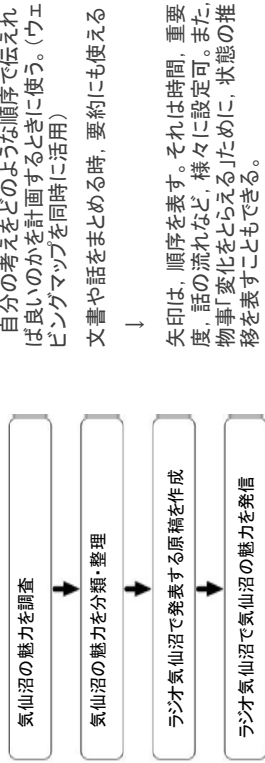 気仙沼の魅力を調査
気仙沼の魅力を分類・整理
ラジオ気仙沼で発表する原稿を作成
ラジオ気仙沼で気仙沼の魅力を発信
自分の考えをどのような順序で伝えれ
ば良いのかを計画するときに使う。(ウェ
ビングマップを同時に活用)
文書や話をまとめる時,要約にも使える
↓
矢印は,順序を表す。それは時間,重要
度,話の流れなど,様々に設定可。また,
物事「変化をとらえる」ために,状態の推
移を表すこともできる。